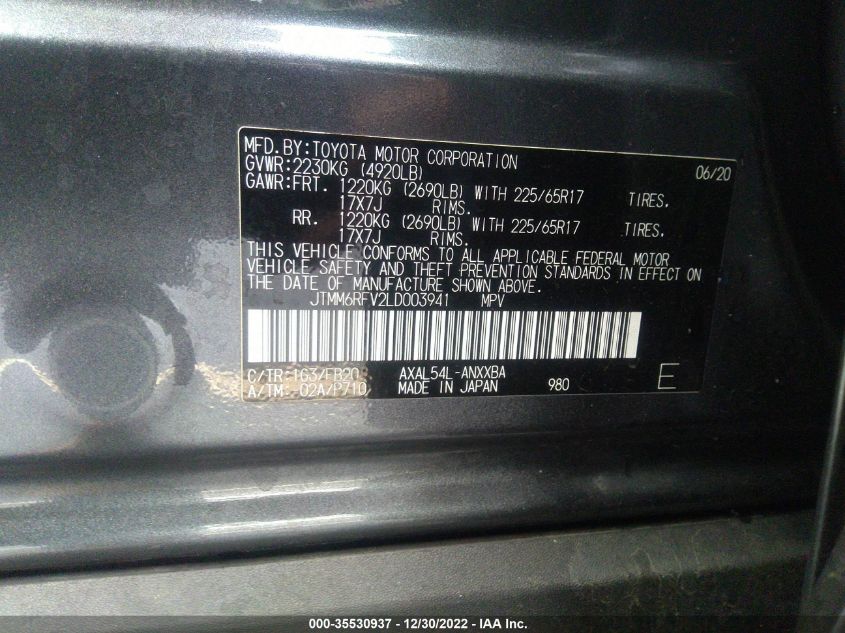 MFD.BY:TOYOTA MOTOR CORPORATION 06/20
GVWR:2230KG (4920LB)
GAWR:FRT. 1220KG (2690LB) WITH 225/65R17 TIRES.
17X7J RIMS.
RR. 1220KG (2690LB) WITH 225/65R17 TIRES.
17X7J RIMS.
THIS VEHICLE CONFORMS TO ALL APPLICABLE FEDERAL MOTOR
VEHICLE SAFETY AND THEFT PREVENTION STANDARDS IN EFFECT ON
THE DATE OF MANUFACTURE SHOWN ABOVE.
JTMM6RFV2LD003941 MPV
C/TR:1G3/FB20 AXAL54L-ANXXBA
A/TM:-02A/P710 MADE IN JAPAN 980 E
000-35530937 - 12/30/2022 - IAA Inc.